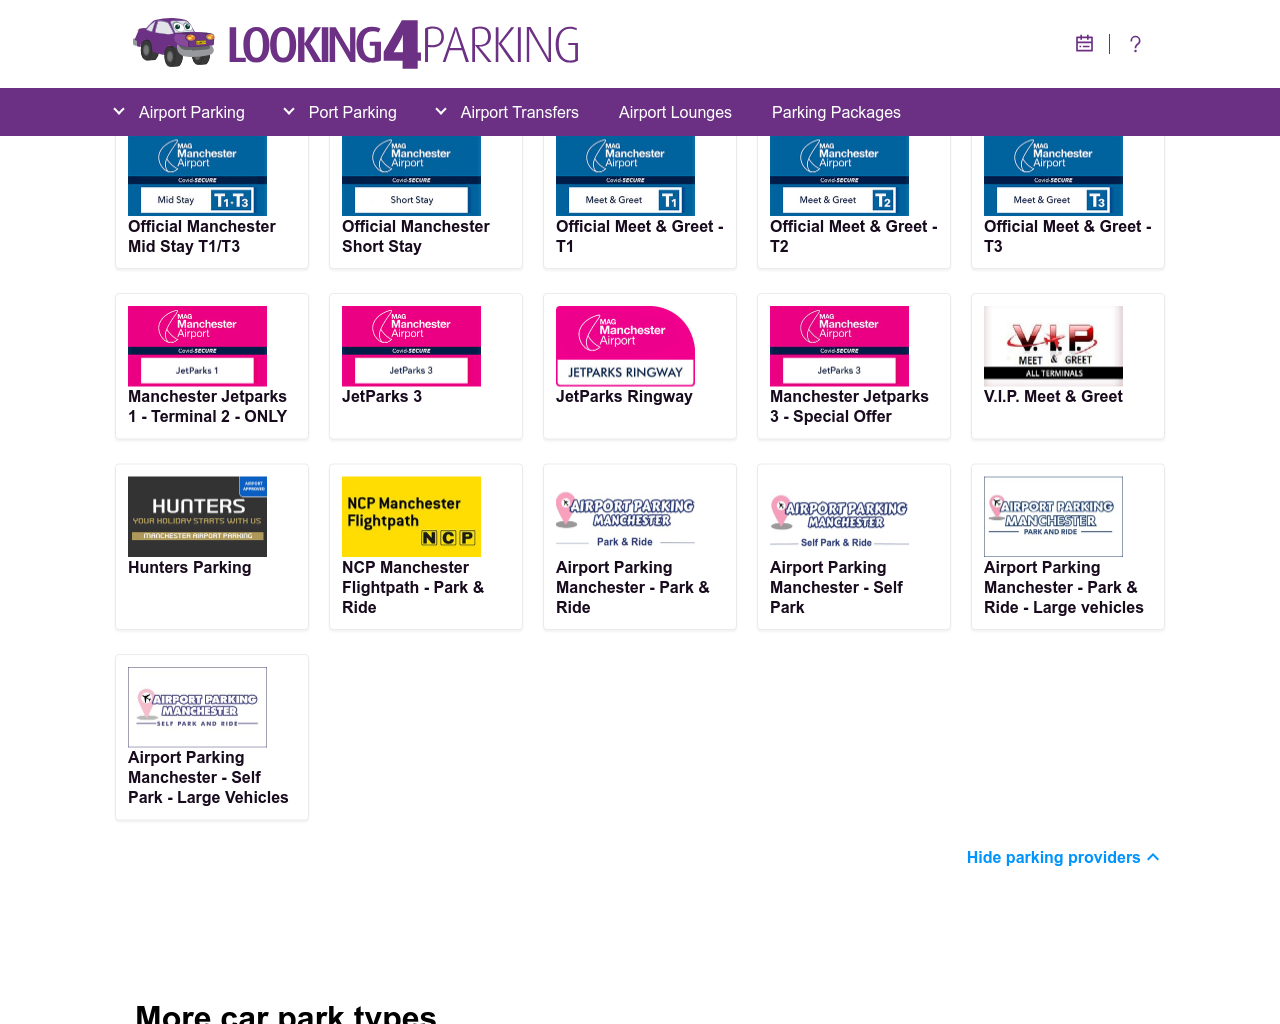 LOOKING4PARKING
Airport Parking
Port Parking
Airport Transfers
Airport Lounges
Parking Packages
MAG
Manchester
Airport
Covid-SECURE
Mid Stay T1·T3
Official Manchester
Mid Stay T1/T3
MAG
Manchester
Airport
Covid-SECURE
Short Stay
Official Manchester
Short Stay
MAG
Manchester
Airport
Covid-SECURE
Meet & Greet T1
Official Meet & Greet -
T1
MAG
Manchester
Airport
Covid-SECURE
Meet & Greet T2
Official Meet & Greet -
T2
MAG
Manchester
Airport
Covid-SECURE
Meet & Greet T3
Official Meet & Greet -
T3
MAG
Manchester
Airport
Covid-SECURE
JetParks 1
Manchester Jetparks
1 - Terminal 2 - ONLY
MAG
Manchester
Airport
Covid-SECURE
JetParks 3
JetParks 3
MAG
Manchester
Airport
JETPARKS RINGWAY
JetParks Ringway
MAG
Manchester
Airport
Covid-SECURE
JetParks 3
Manchester Jetparks
3 - Special Offer
V.I.P.
MEET & GREET
ALL TERMINALS
V.I.P. Meet & Greet
AIRPORT
APPROVED
HUNTERS
YOUR HOLIDAY STARTS WITH US
MANCHESTER AIRPORT PARKING
Hunters Parking
NCP Manchester
Flightpath
NCP
NCP Manchester
Flightpath - Park &
Ride
AIRPORT PARKING
MANCHESTER
Park & Ride
Airport Parking
Manchester - Park &
Ride
AIRPORT PARKING
MANCHESTER
Self Park & Ride
Airport Parking
Manchester - Self
Park
AIRPORT PARKING
MANCHESTER
PARK AND RIDE
Airport Parking
Manchester - Park &
Ride - Large vehicles
AIRPORT PARKING
MANCHESTER
SELF PARK AND RIDE
Airport Parking
Manchester - Self
Park - Large Vehicles
Hide parking providers
More car park types